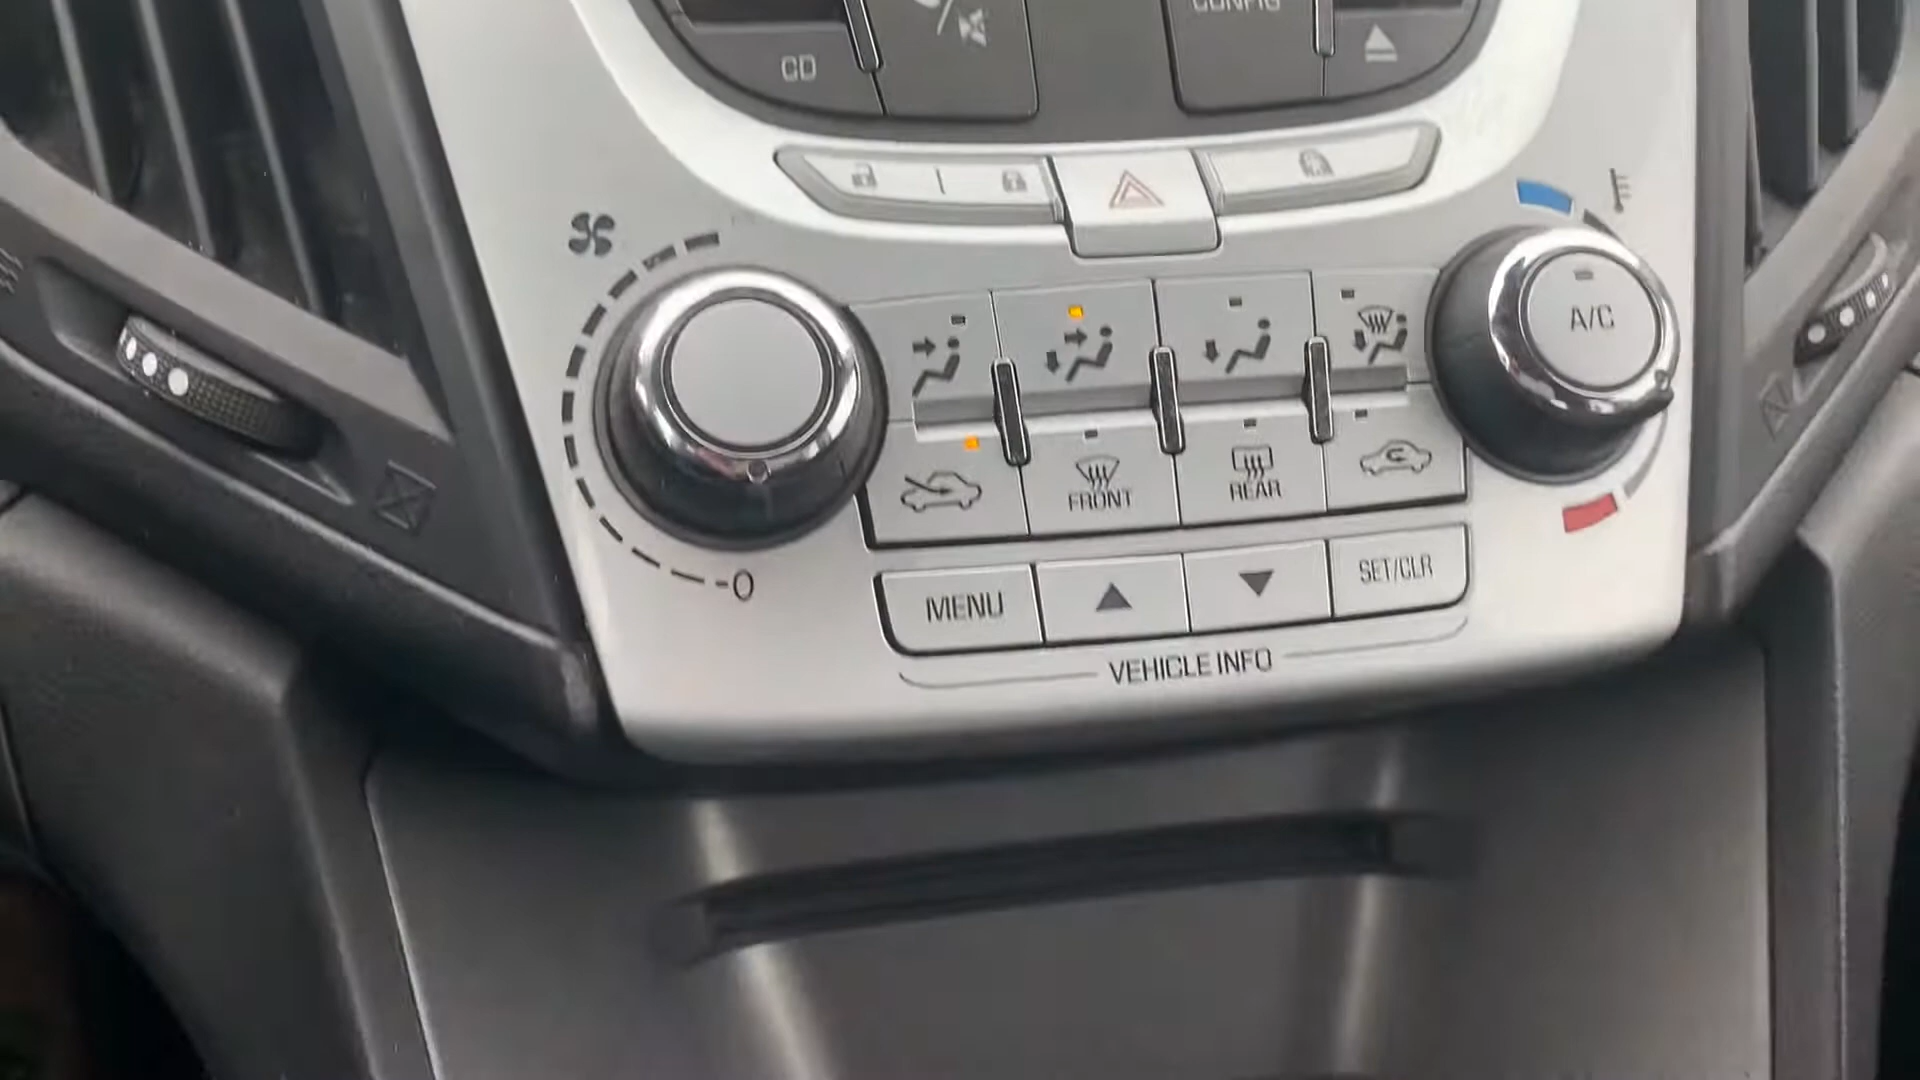 CONFIG
CD
A/C
FRONT
REAR
0
MENU
SET/CLR
VEHICLE INFO